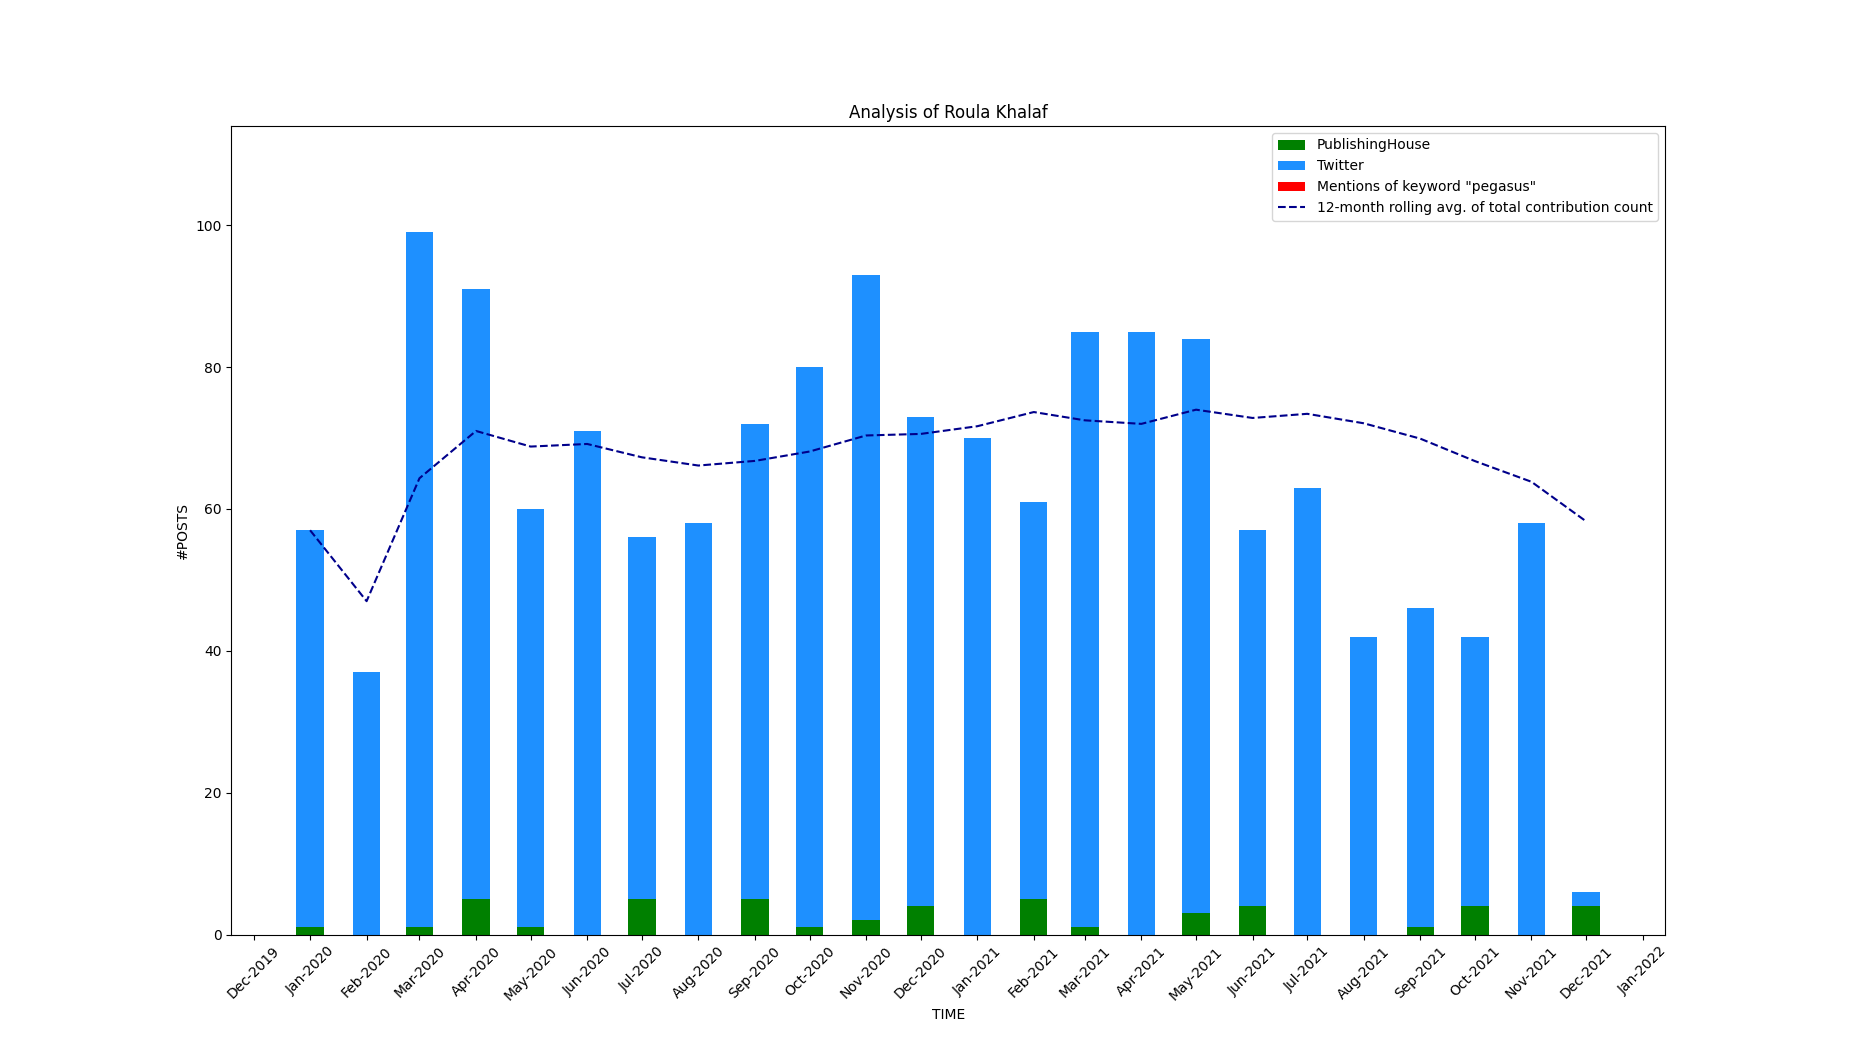 Analysis of Roula Khalaf
PublishingHouse
Twitter
Mentions of keyword "pegasus"
12-month rolling avg. of total contribution count
#POSTS
100
80
60
40
20
0
Dec-2019
Jan-2020
Feb-2020
Mar-2020
Apr-2020
May-2020
Jun-2020
Jul-2020
Aug-2020
Sep-2020
Oct-2020
Nov-2020
Dec-2020
Jan-2021
Feb-2021
Mar-2021
Apr-2021
May-2021
Jun-2021
Jul-2021
Aug-2021
Sep-2021
Oct-2021
Nov-2021
Dec-2021
Jan-2022
TIME